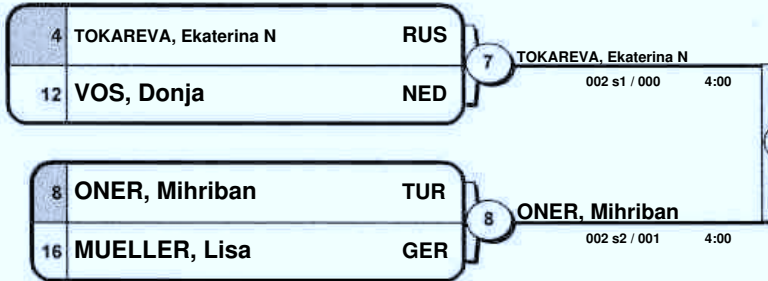 4 TOKAREVA, Ekaterina N RUS
7 TOKAREVA, Ekaterina N
002 s1 / 000 4:00
12 VOS, Donja NED
8 ONER, Mihriban TUR
8 ONER, Mihriban
002 s2 / 001 4:00
16 MUELLER, Lisa GER